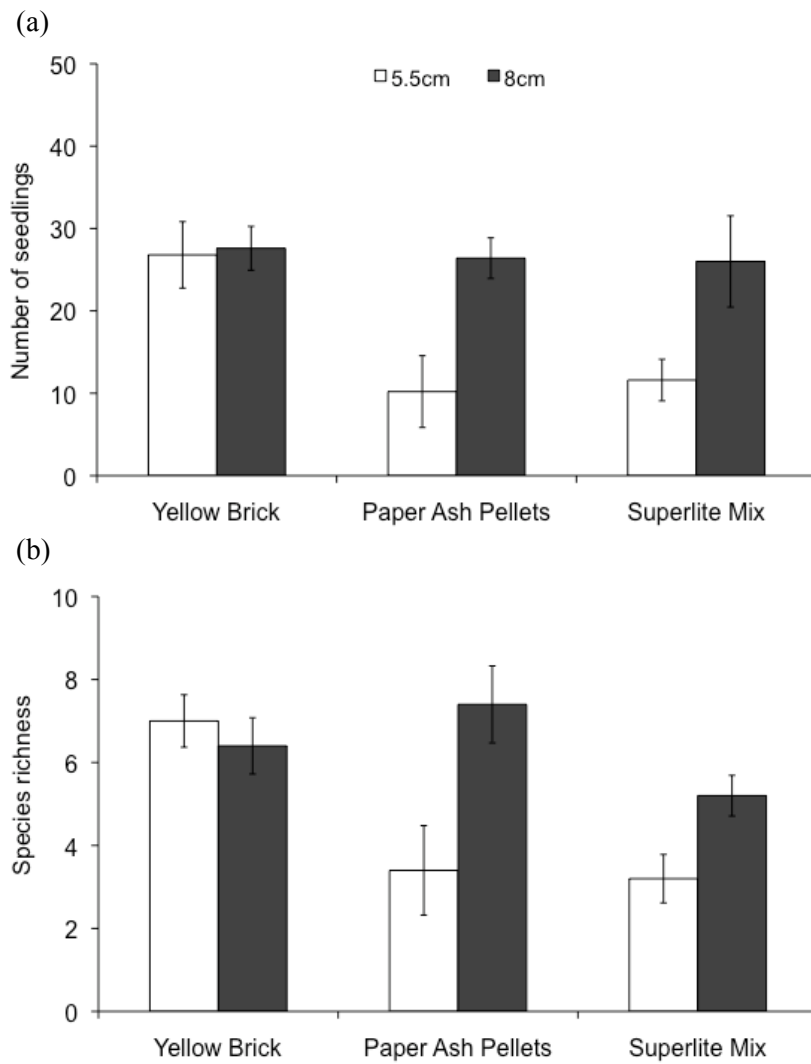 (a)
50
5.5cm 8cm
40
30
20
10
0
Number of seedlings
Yellow Brick Paper Ash Pellets Superlite Mix
(b)
10
8
6
4
2
0
Species richness
Yellow Brick Paper Ash Pellets Superlite Mix